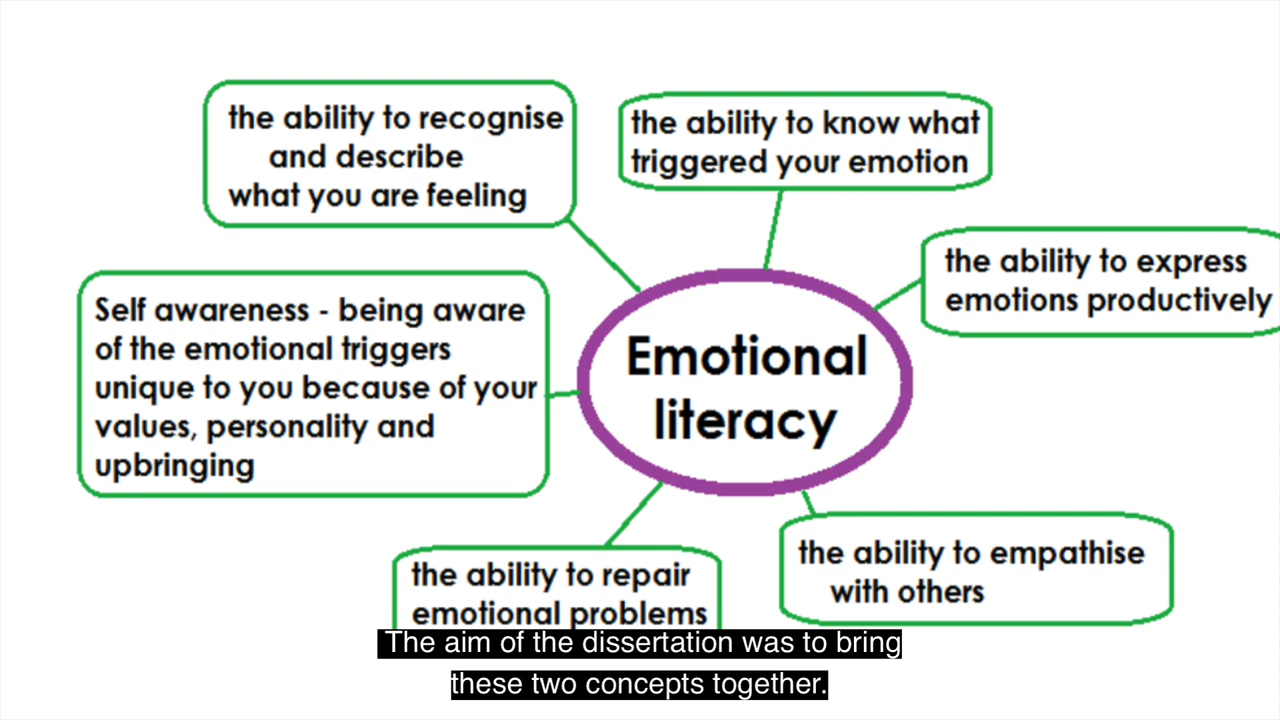 the ability to recognise
and describe
what you are feeling
the ability to know what
triggered your emotion
the ability to express
emotions productively
Self awareness - being aware
of the emotional triggers
unique to you because of your
values, personality and
upbringing
Emotional
literacy
the ability to repair
emotional problems
the ability to empathise
with others
The aim of the dissertation was to bring
these two concepts together.